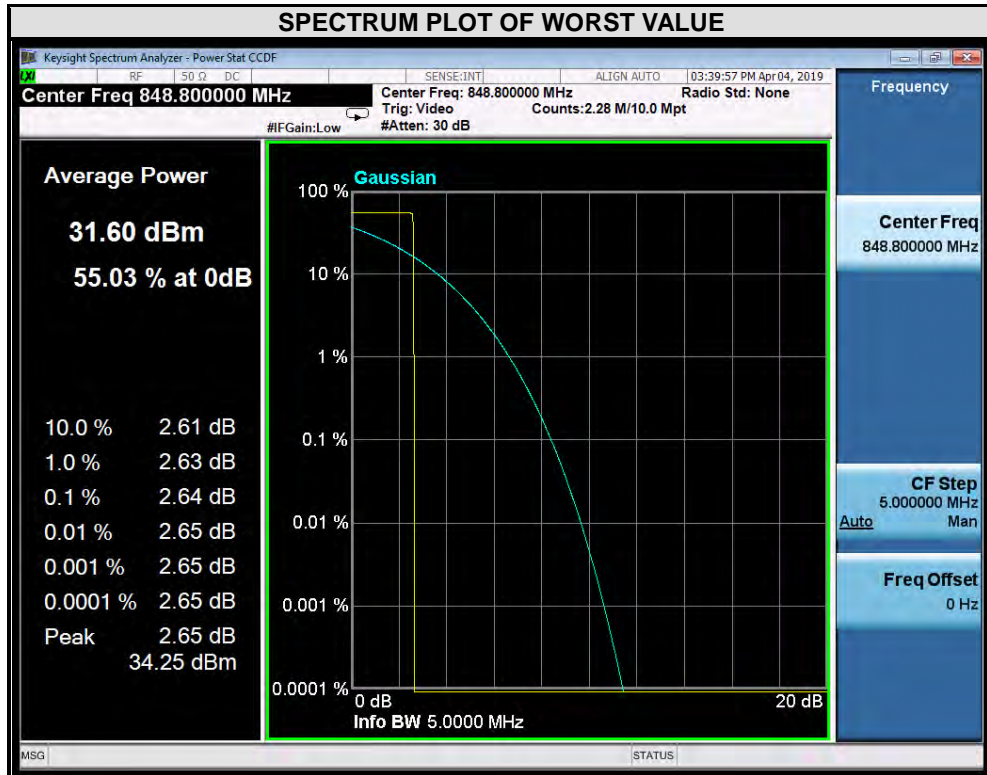 SPECTRUM PLOT OF WORST VALUE
Keysight Spectrum Analyzer - Power Stat CCDF
LXI RF 50 Ω DC SENSE:INT ALIGN AUTO 03:39:57 PM Apr 04, 2019
Center Freq 848.800000 MHz
Center Freq: 848.800000 MHz Radio Std: None
Trig: Video Counts:2.28 M/10.0 Mpt
#IFGain:Low #Atten: 30 dB
Frequency
Average Power
31.60 dBm
55.03 % at 0dB
10.0 % 2.61 dB
1.0 % 2.63 dB
0.1 % 2.64 dB
0.01 % 2.65 dB
0.001 % 2.65 dB
0.0001 % 2.65 dB
Peak 2.65 dB
34.25 dBm
Gaussian
100 %
10 %
1 %
0.1 %
0.01 %
0.001 %
0.0001 %
0 dB 20 dB
Info BW 5.0000 MHz
Center Freq
848.800000 MHz
CF Step
5.000000 MHz
Auto Man
Freq Offset
0 Hz
MSG STATUS